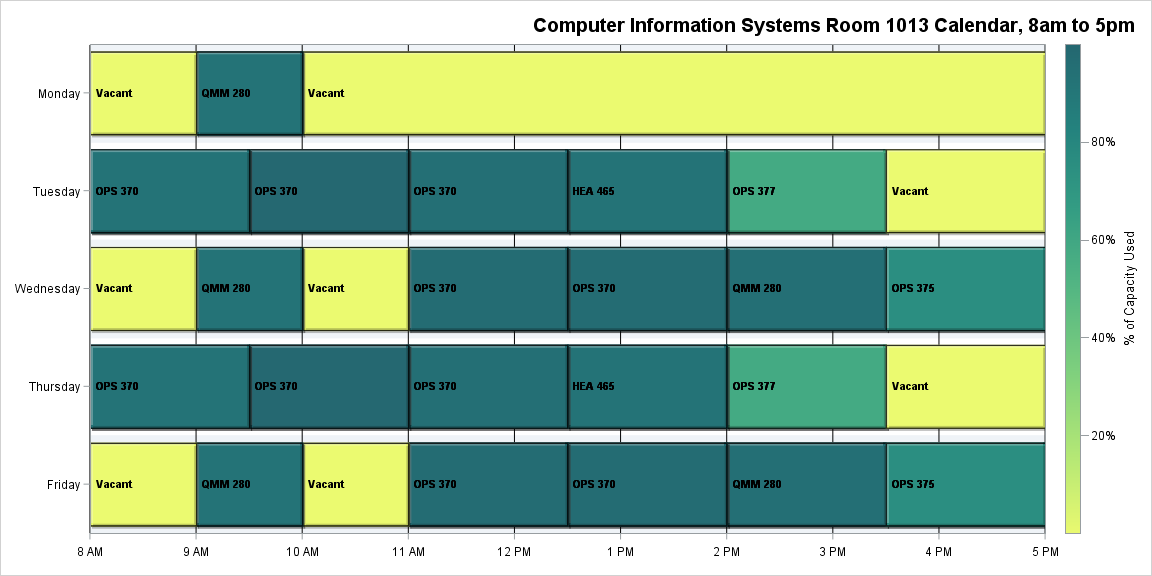 Computer Information Systems Room 1013 Calendar, 8am to 5pm
Monday
Vacant
QMM 280
Vacant
Tuesday
OPS 370
OPS 370
OPS 370
HEA 465
OPS 377
Vacant
Wednesday
Vacant
QMM 280
Vacant
OPS 370
OPS 370
QMM 280
OPS 375
Thursday
OPS 370
OPS 370
OPS 370
HEA 465
OPS 377
Vacant
Friday
Vacant
QMM 280
Vacant
OPS 370
OPS 370
QMM 280
OPS 375
8 AM
9 AM
10 AM
11 AM
12 PM
1 PM
2 PM
3 PM
4 PM
5 PM
80%
60%
40%
20%
% of Capacity Used